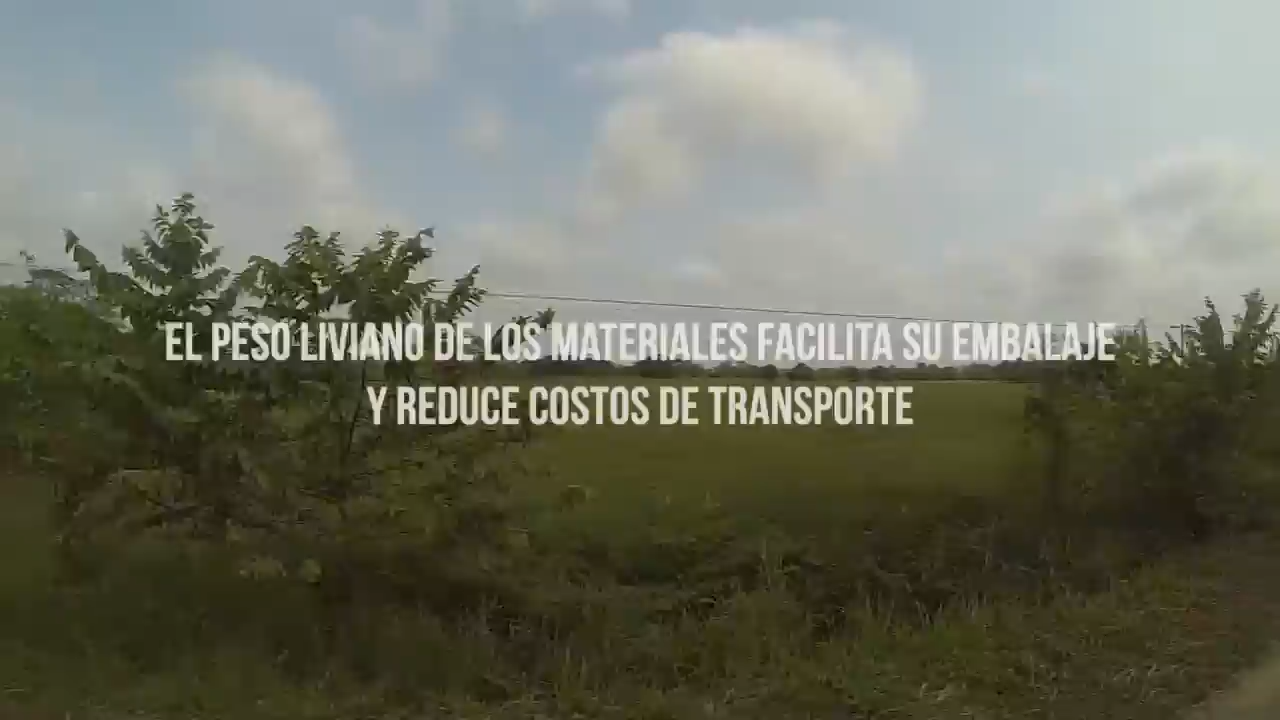 EL PESO LIVIANO DE LOS MATERIALES FACILITA SU EMBALAJE
Y REDUCE COSTOS DE TRANSPORTE